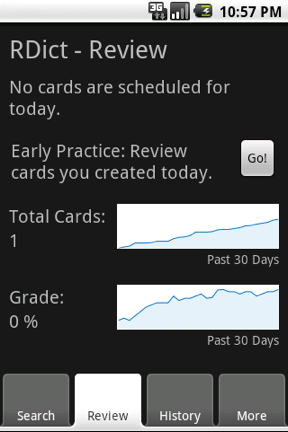 3G
10:57 PM
RDict - Review
No cards are scheduled for
today.
Early Practice: Review
cards you created today.
Go!
Total Cards:
1
Past 30 Days
Grade:
0 %
Past 30 Days
Search
Review
History
More